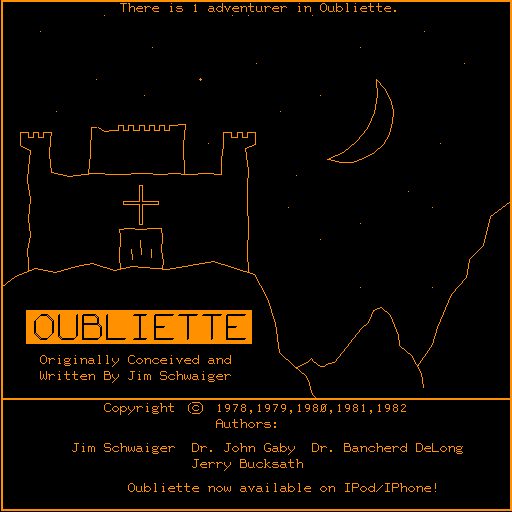 There is 1 adventurer in Oubliette.
OUBLIETTE
Originally Conceived and
Written By Jim Schwaiger
Copyright © 1978,1979,1980,1981,1982
Authors:
Jim Schwaiger Dr. John Gaby Dr. Bancherd DeLong
Jerry Bucksath
Oubliette now available on IPod/IPhone!